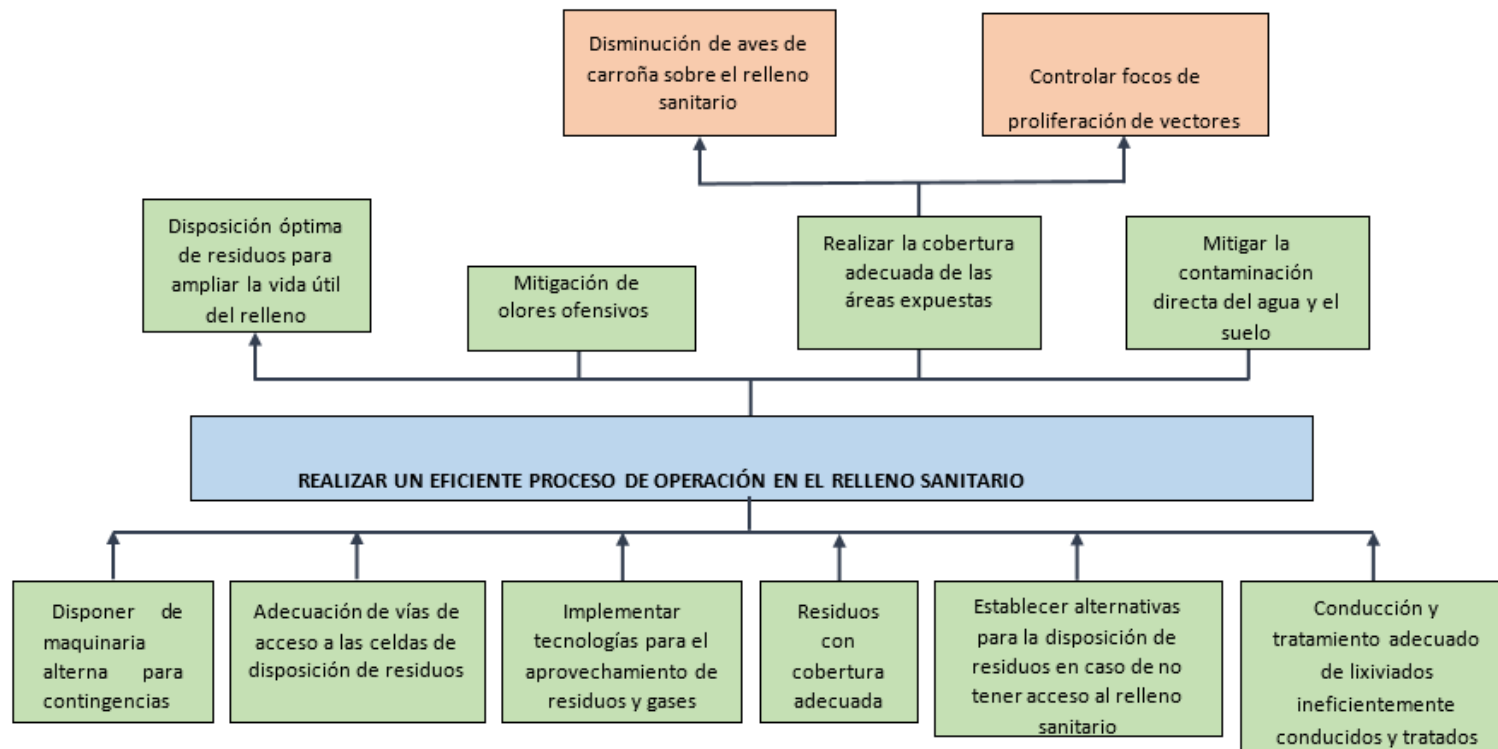 Disminución de aves de
carroña sobre el relleno
sanitario
Controlar focos de
proliferación de vectores
Disposición óptima
de residuos para
ampliar la vida útil
del relleno
Mitigación de
olores ofensivos
Realizar la cobertura
adecuada de las
áreas expuestas
Mitigar la
contaminación
directa del agua y el
suelo
REALIZAR UN EFICIENTE PROCESO DE OPERACIÓN EN EL RELLENO SANITARIO
Disponer de
maquinaria
alterna para
contingencias
Adecuación de vías de
acceso a las celdas de
disposición de residuos
Implementar
tecnologías para el
aprovechamiento de
residuos y gases
Residuos
con
cobertura
adecuada
Establecer alternativas
para la disposición de
residuos en caso de no
tener acceso al relleno
sanitario
Conducción y
tratamiento adecuado
de lixiviados
ineficientemente
conducidos y tratados